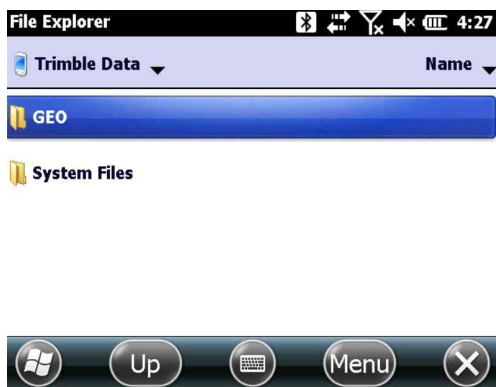 File Explorer 4:27
Trimble Data Name
GEO
System Files
Up Menu